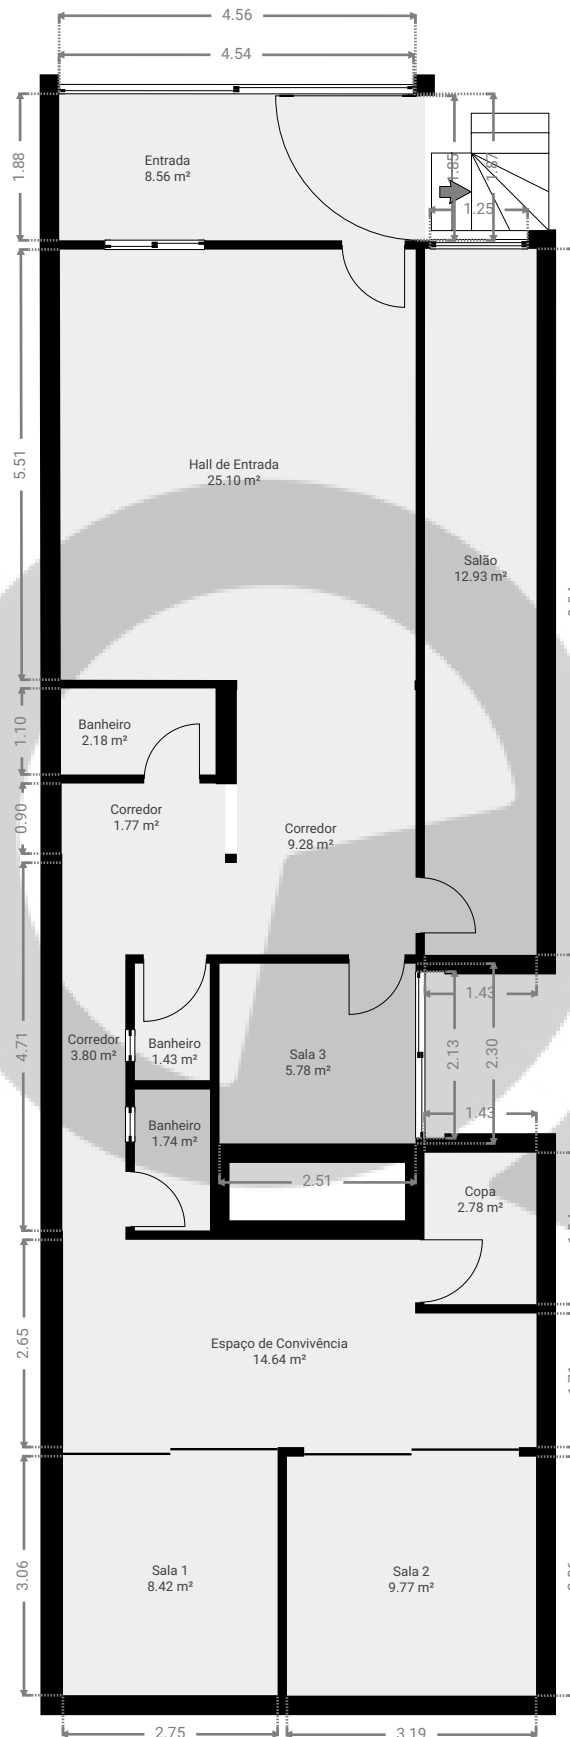 4.56
4.54
1.88
Entrada
8.56 m²
1.85
1.87
1.25
5.51
Hall de Entrada
25.10 m²
Salão
12.93 m²
1.10
Banheiro
2.18 m²
0.90
Corredor
1.77 m²
Corredor
9.28 m²
4.71
Corredor
3.80 m²
Banheiro
1.43 m²
Sala 3
5.78 m²
1.43
2.13
2.30
1.43
Banheiro
1.74 m²
2.51
Copa
2.78 m²
2.65
Espaço de Convivência
14.64 m²
3.06
Sala 1
8.42 m²
Sala 2
9.77 m²
2.75
3.19